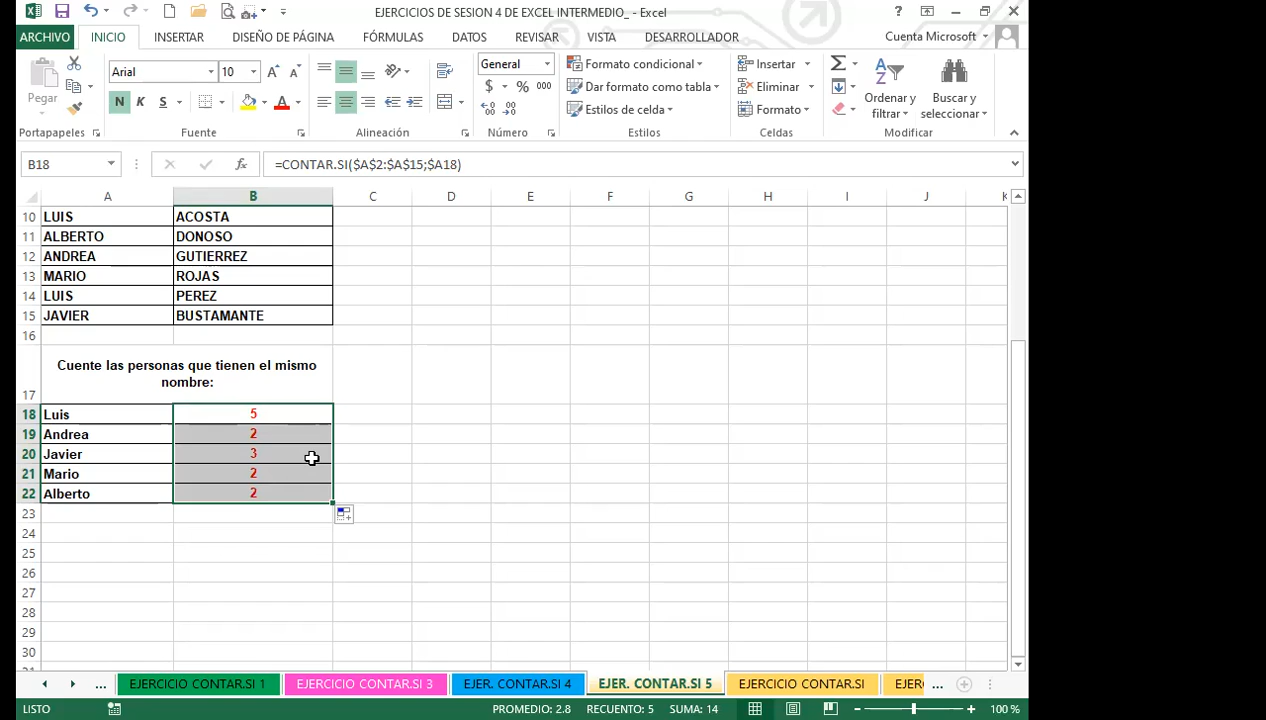 EJERCICIOS DE SESION 4 DE EXCEL INTERMEDIO_ - Excel
ARCHIVO INICIO INSERTAR DISEÑO DE PÁGINA FÓRMULAS DATOS REVISAR VISTA DESARROLLADOR Cuenta Microsoft
Pegar Arial 10 General Formato condicional Insertar
N K S $ % 000 Dar formato como tabla Eliminar Ordenar y filtrar Buscar y seleccionar
Estilos de celda Formato
Portapapeles Fuente Alineación Número Estilos Celdas Modificar
B18 fx =CONTAR.SI($A$2:$A$15;$A18)
A B C D E F G H I J K
10 LUIS ACOSTA
11 ALBERTO DONOSO
12 ANDREA GUTIERREZ
13 MARIO ROJAS
14 LUIS PEREZ
15 JAVIER BUSTAMANTE
16
17 Cuente las personas que tienen el mismo
nombre:
18 Luis 5
19 Andrea 2
20 Javier 3
21 Mario 2
22 Alberto 2
23
24
25
26
27
28
29
30
... EJERCICIO CONTAR.SI 1 EJERCICIO CONTAR.SI 3 EJER. CONTAR.SI 4 EJER. CONTAR.SI 5 EJERCICIO CONTAR.SI EJER( ...
LISTO PROMEDIO: 2.8 RECUENTO: 5 SUMA: 14 100 %